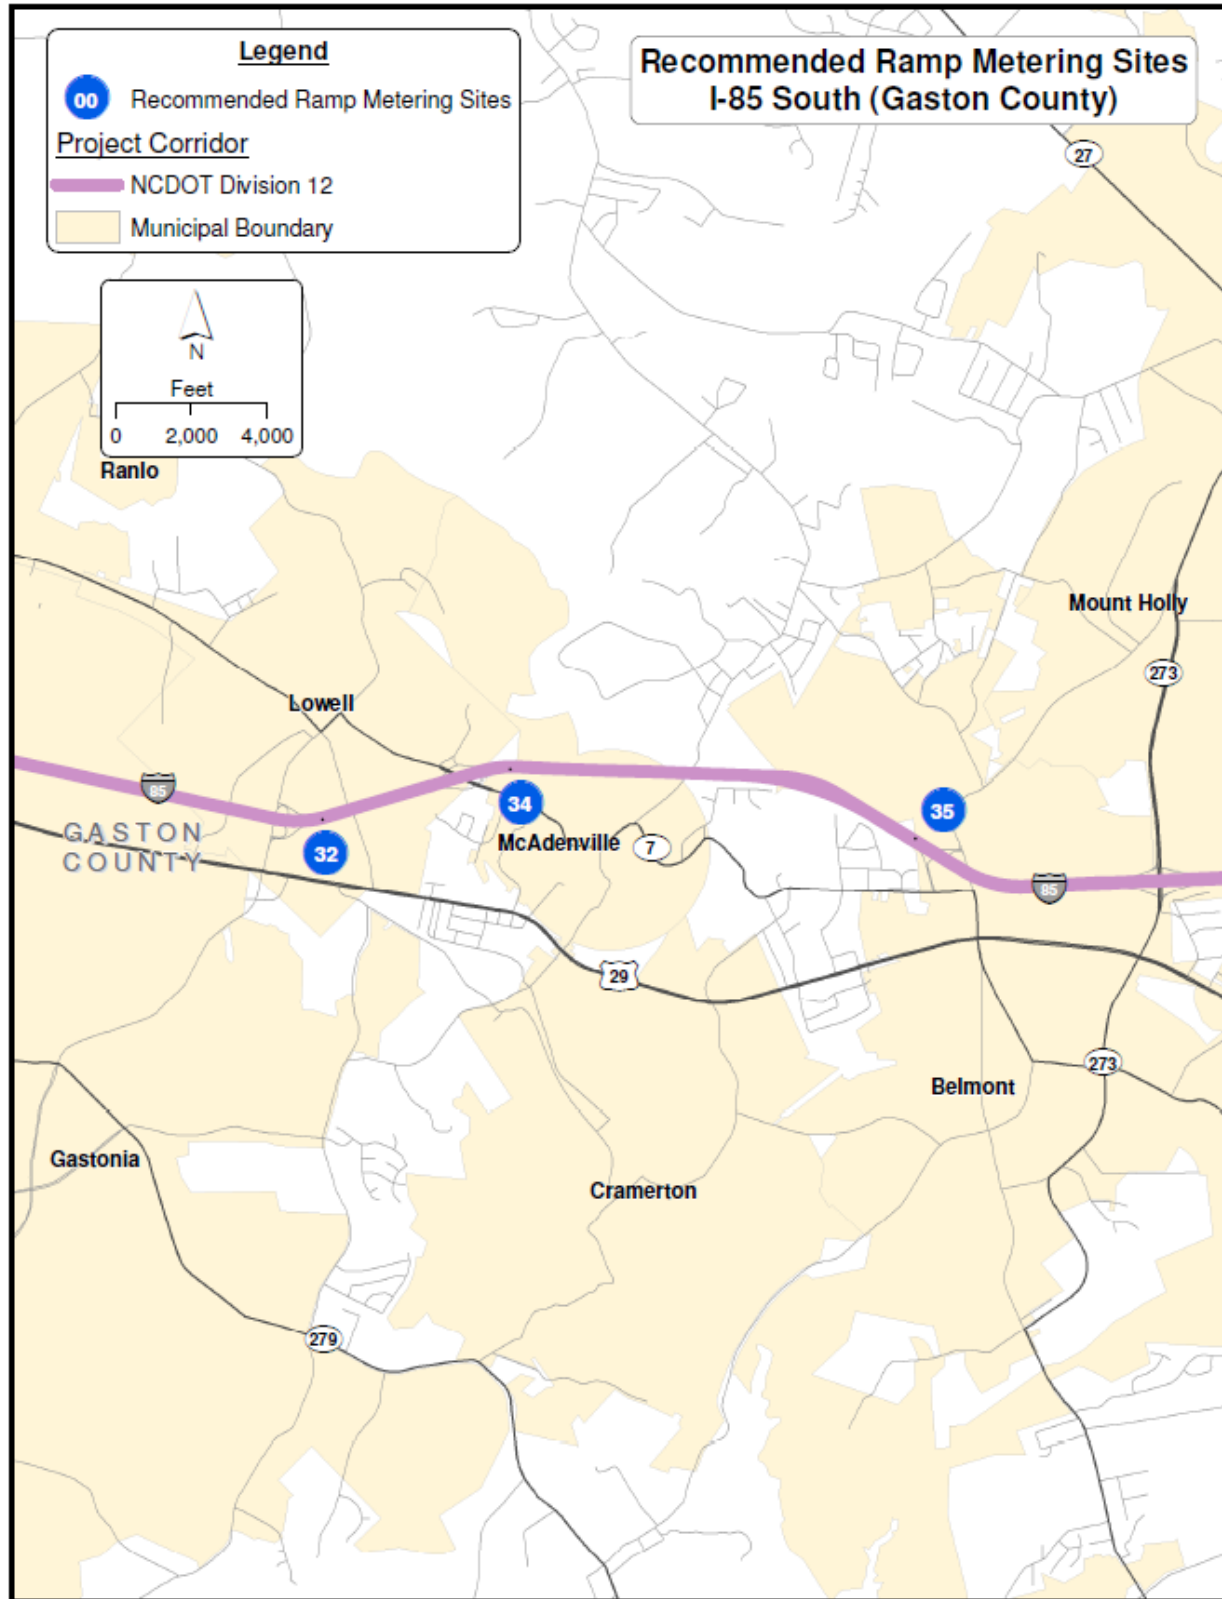 Legend
00 Recommended Ramp Metering Sites
Project Corridor
NCDOT Division 12
Municipal Boundary
Recommended Ramp Metering Sites
I-85 South (Gaston County)
27
N
Feet
0 2,000 4,000
Ranlo
Mount Holly
273
Lowell
85
34
35
GASTON
COUNTY
32
McAdenville
7
85
29
273
Belmont
Gastonia
Cramerton
279